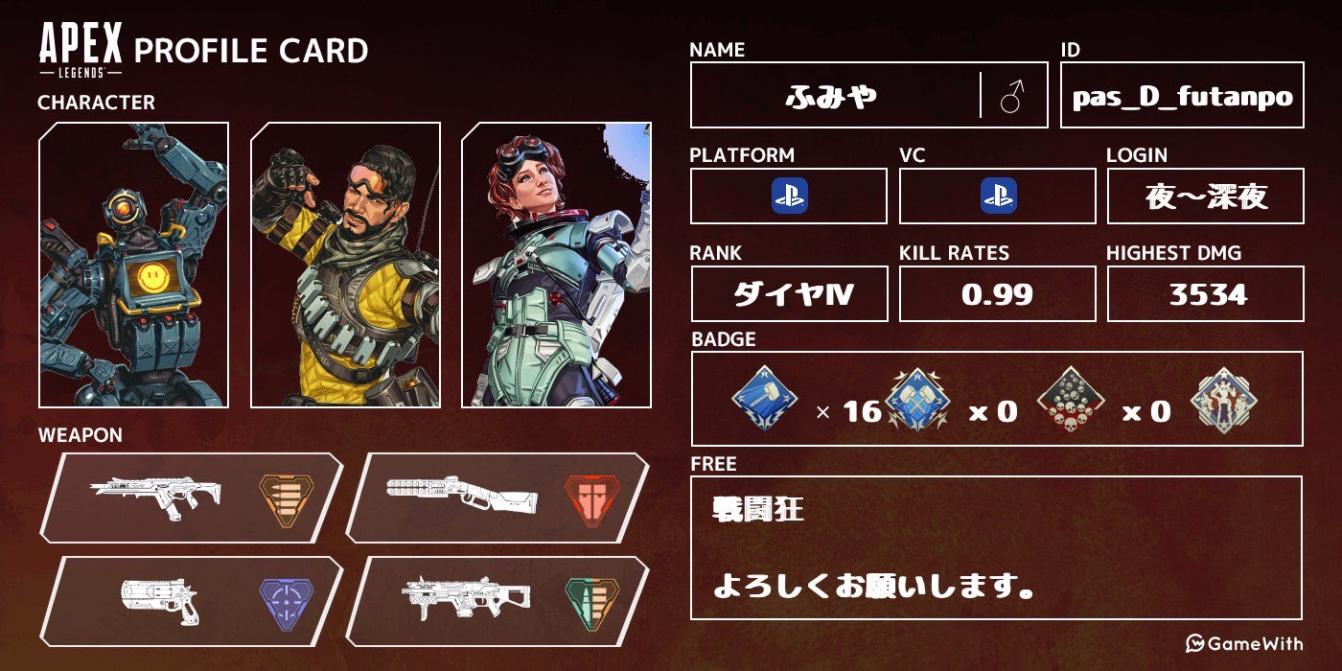 APEX
LEGENDS
PROFILE CARD
CHARACTER
WEAPON
NAME
ふみや
♂
ID
pas_D_futanpo
PLATFORM
VC
LOGIN
夜〜深夜
RANK
ダイヤⅣ
KILL RATES
0.99
HIGHEST DMG
3534
BADGE
× 16
x 0
x 0
FREE
戦闘狂
よろしくお願いします。
GameWith